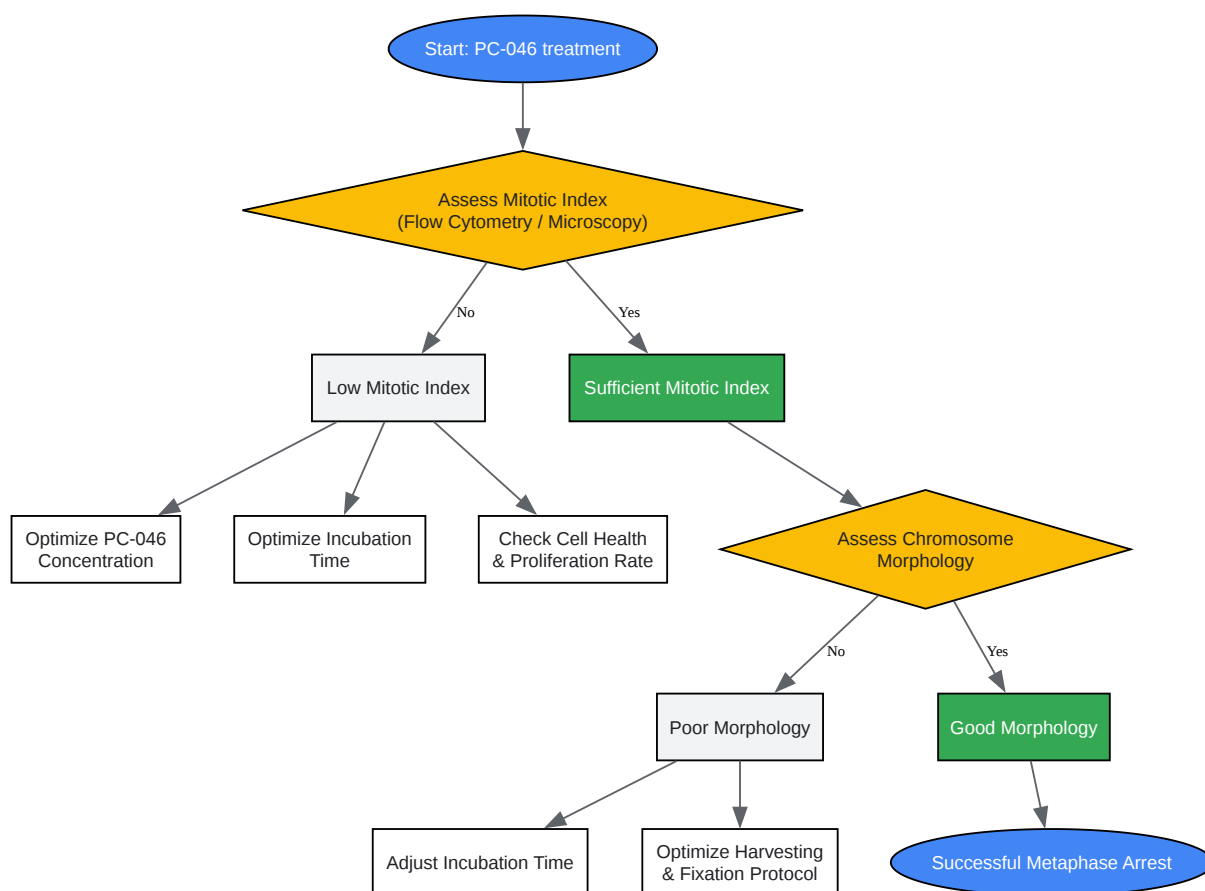 Start: PC-046 treatment
Assess Mitotic Index
(Flow Cytometry / Microscopy)
No
Yes
Low Mitotic Index
Sufficient Mitotic Index
Optimize PC-046
Concentration
Optimize Incubation
Time
Check Cell Health
& Proliferation Rate
Assess Chromosome
Morphology
No
Yes
Poor Morphology
Good Morphology
Adjust Incubation Time
Optimize Harvesting
& Fixation Protocol
Successful Metaphase Arrest